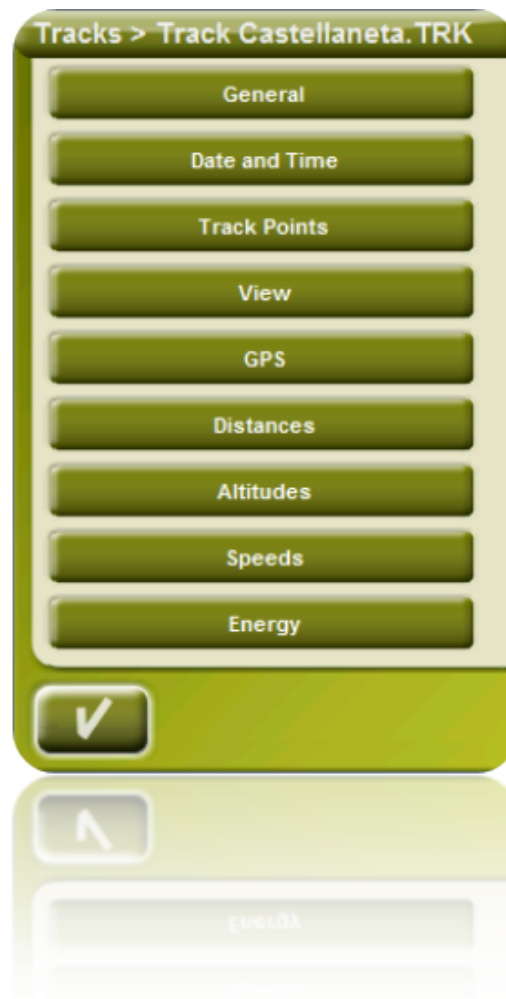 Tracks > Track Castellaneta.TRK
General
Date and Time
Track Points
View
GPS
Distances
Altitudes
Speeds
Energy